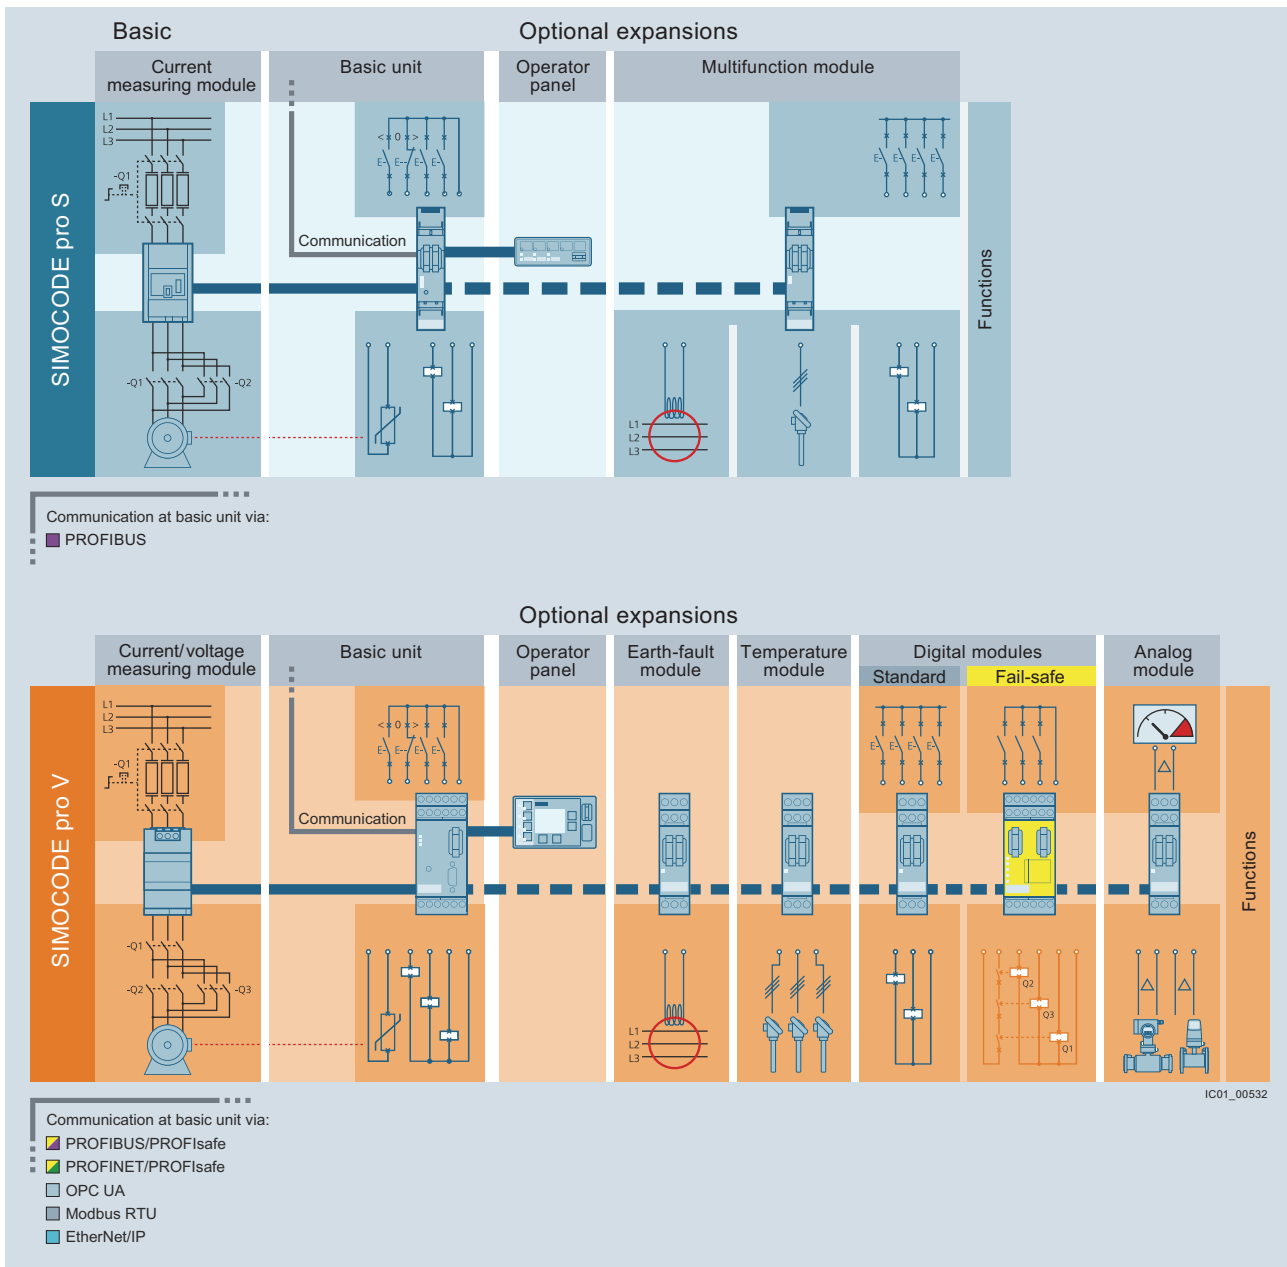 Basic
Optional expansions
Current
measuring module
Basic unit
Operator
panel
Multifunction module
SIMOCODE pro S
L1
L2
L3
-Q1
< 0 >
E- E-- E- E-
E- E- E- E-
Communication
Functions
-Q1
-Q2
L1
L2
L3
Communication at basic unit via:
PROFIBUS
Optional expansions
Current/voltage
measuring module
Basic unit
Operator
panel
Earth-fault
module
Temperature
module
Digital modules
Standard
Fail-safe
Analog
module
SIMOCODE pro V
L1
L2
L3
-Q1
< 0 >
E- E-- E- E-
E- E- E- E-
Communication
Functions
-Q1
-Q2
-Q3
L1
L2
L3
Q2
Q3
Q1
IC01_00532
Communication at basic unit via:
PROFIBUS/PROFIsafe
PROFINET/PROFIsafe
OPC UA
Modbus RTU
EtherNet/IP